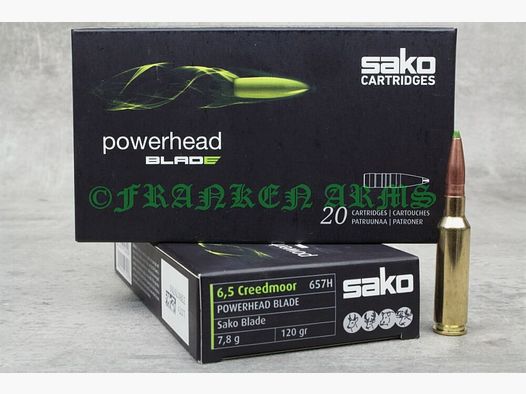 sako
CARTRIDGES
powerhead
BLADE
©FRANKEN ARMS
20 CARTRIDGES | CARTOUCHES
PATRUUNAA | PATRONER
6,5 Creedmoor 657H
POWERHEAD BLADE
Sako Blade
7,8 g 120 gr
sako